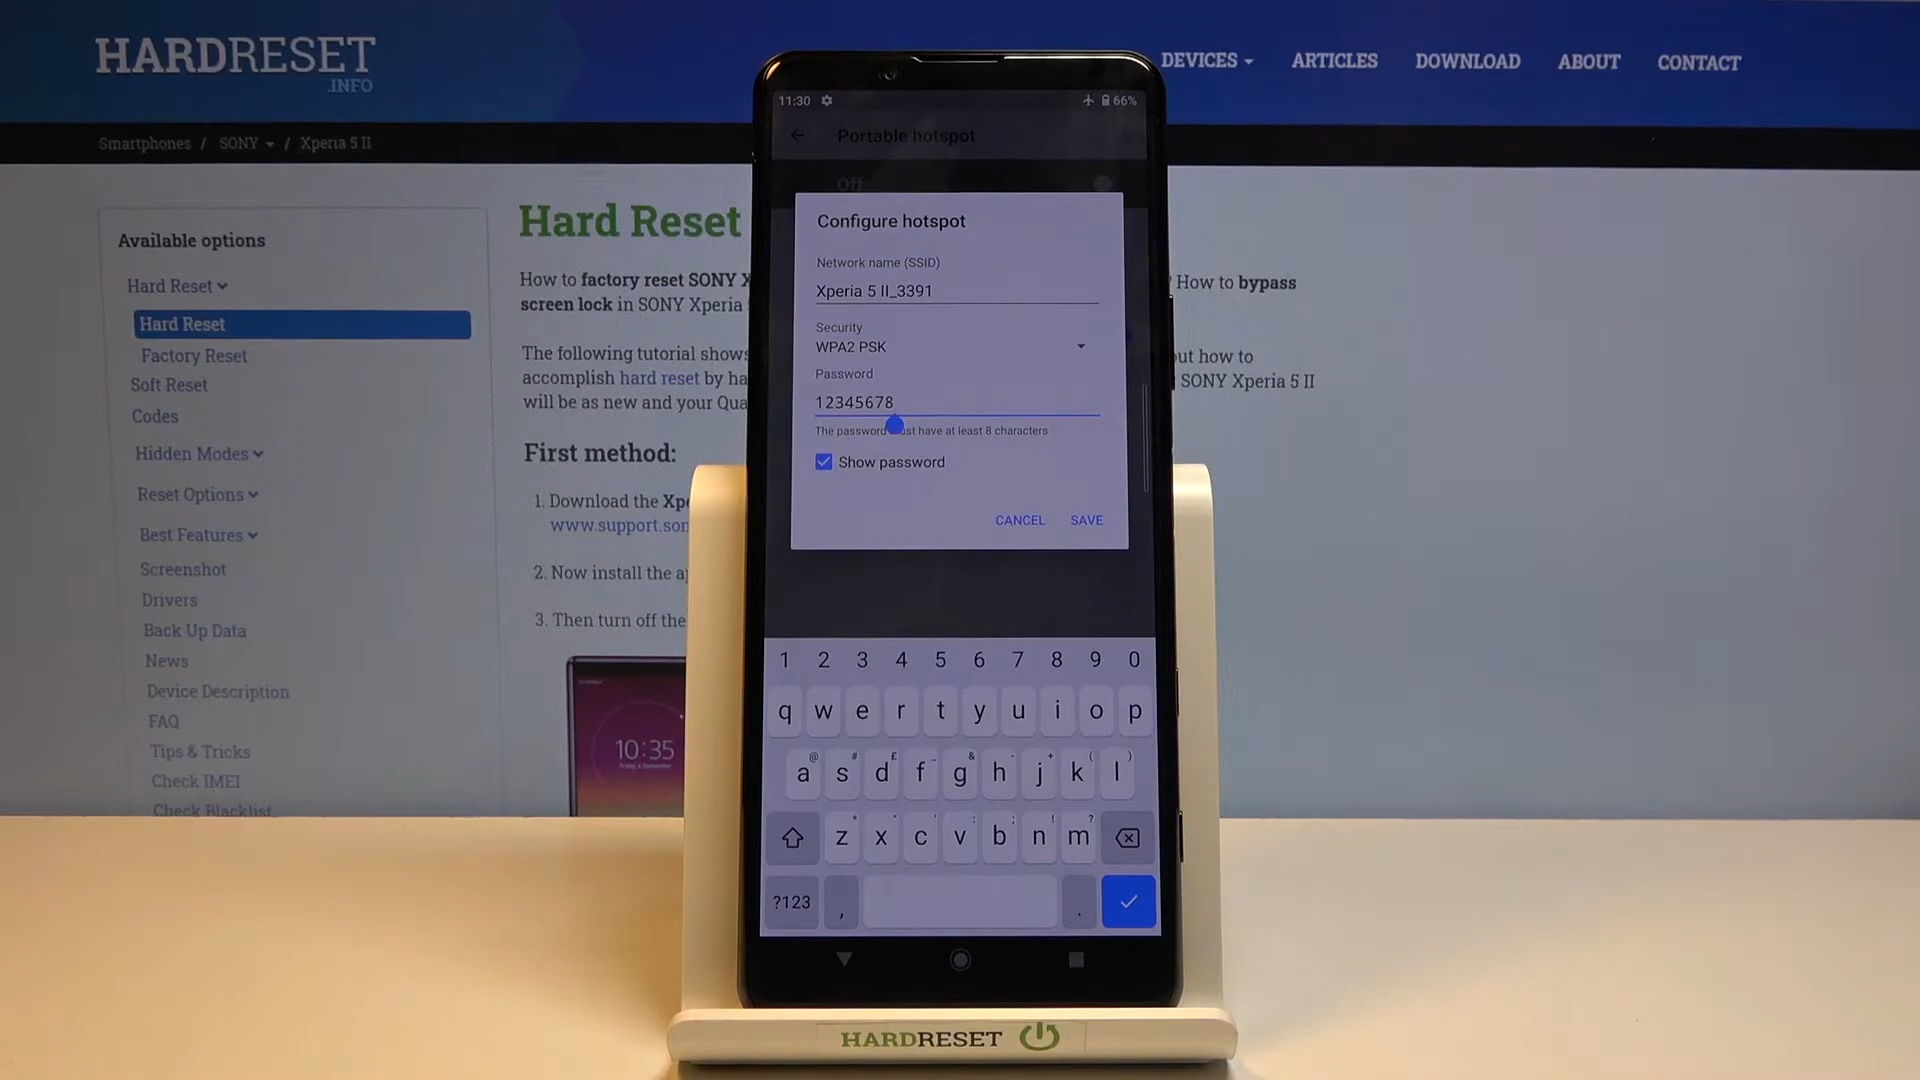 HARDRESET
.INFO
DEVICES
ARTICLES
DOWNLOAD
ABOUT
CONTACT
Smartphones / SONY / Xperia 5 II
Available options
Hard Reset
Hard Reset
Factory Reset
Soft Reset
Codes
Hidden Modes
Reset Options
Best Features
Screenshot
Drivers
Back Up Data
News
Device Description
FAQ
Tips & Tricks
Check IMEI
Check Blacklist
Hard Reset
How to factory reset SONY X
? How to bypass
screen lock in SONY Xperia
The following tutorial shows
out how to
accomplish hard reset by ha
SONY Xperia 5 II
will be as new and your Qua
First method:
1. Download the Xpe
www.support.son
2. Now install the a
3. Then turn off the
10:35
11:30
66%
Portable hotspot
Off
Configure hotspot
Network name (SSID)
Xperia 5 II_3391
Security
WPA2 PSK
Password
12345678
The password must have at least 8 characters
Show password
CANCEL SAVE
1 2 3 4 5 6 7 8 9 0
q w e r t y u i o p
@ # £ _ & - + ( )
a s d f g h j k l
* " ' : ; ! ?
z x c v b n m
?123 , .
HARDRESET